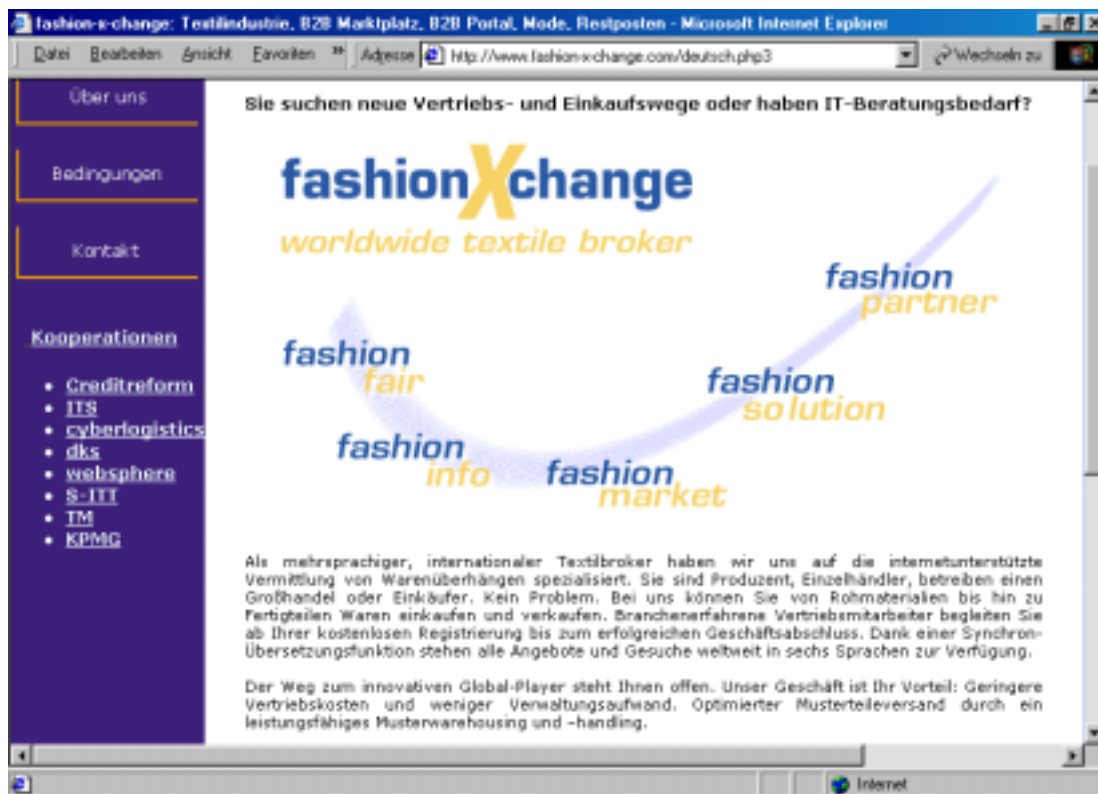 fashion-x-change: Textilindustrie, B2B Marktplatz, B2B Portal, Mode, Restposten - Microsoft Internet Explorer
Datei Bearbeiten Ansicht Favoriten » Adresse http://www.fashion-x-change.com/deutsch.php3 Wechseln zu
Über uns
Bedingungen
Kontakt
Kooperationen
• Creditreform
• ITS
• cyberlogistics
• dks
• websphere
• S-ITT
• TM
• KPMG
Sie suchen neue Vertriebs- und Einkaufswege oder haben IT-Beratungsbedarf?
fashionXchange
worldwide textile broker
fashion
partner
fashion
fair
fashion
solution
fashion
info
fashion
market
Als mehrsprachiger, internationaler Textilbroker haben wir uns auf die internetunterstützte
Vermittlung von Warenüberhängen spezialisiert. Sie sind Produzent, Einzelhändler, betreiben einen
Großhandel oder Einkäufer. Kein Problem. Bei uns können Sie von Rohmaterialien bis hin zu
Fertigteilen Waren einkaufen und verkaufen. Branchenerfahrene Vertriebsmitarbeiter begleiten Sie
ab Ihrer kostenlosen Registrierung bis zum erfolgreichen Geschäftsabschluss. Dank einer Synchron-
Übersetzungsfunktion stehen alle Angebote und Gesuche weltweit in sechs Sprachen zur Verfügung.
Der Weg zum innovativen Global-Player steht Ihnen offen. Unser Geschäft ist Ihr Vorteil: Geringere
Vertriebskosten und weniger Verwaltungsaufwand. Optimierter Musterteileversand durch ein
leistungsfähiges Musterwarehousing und –handling.
Internet